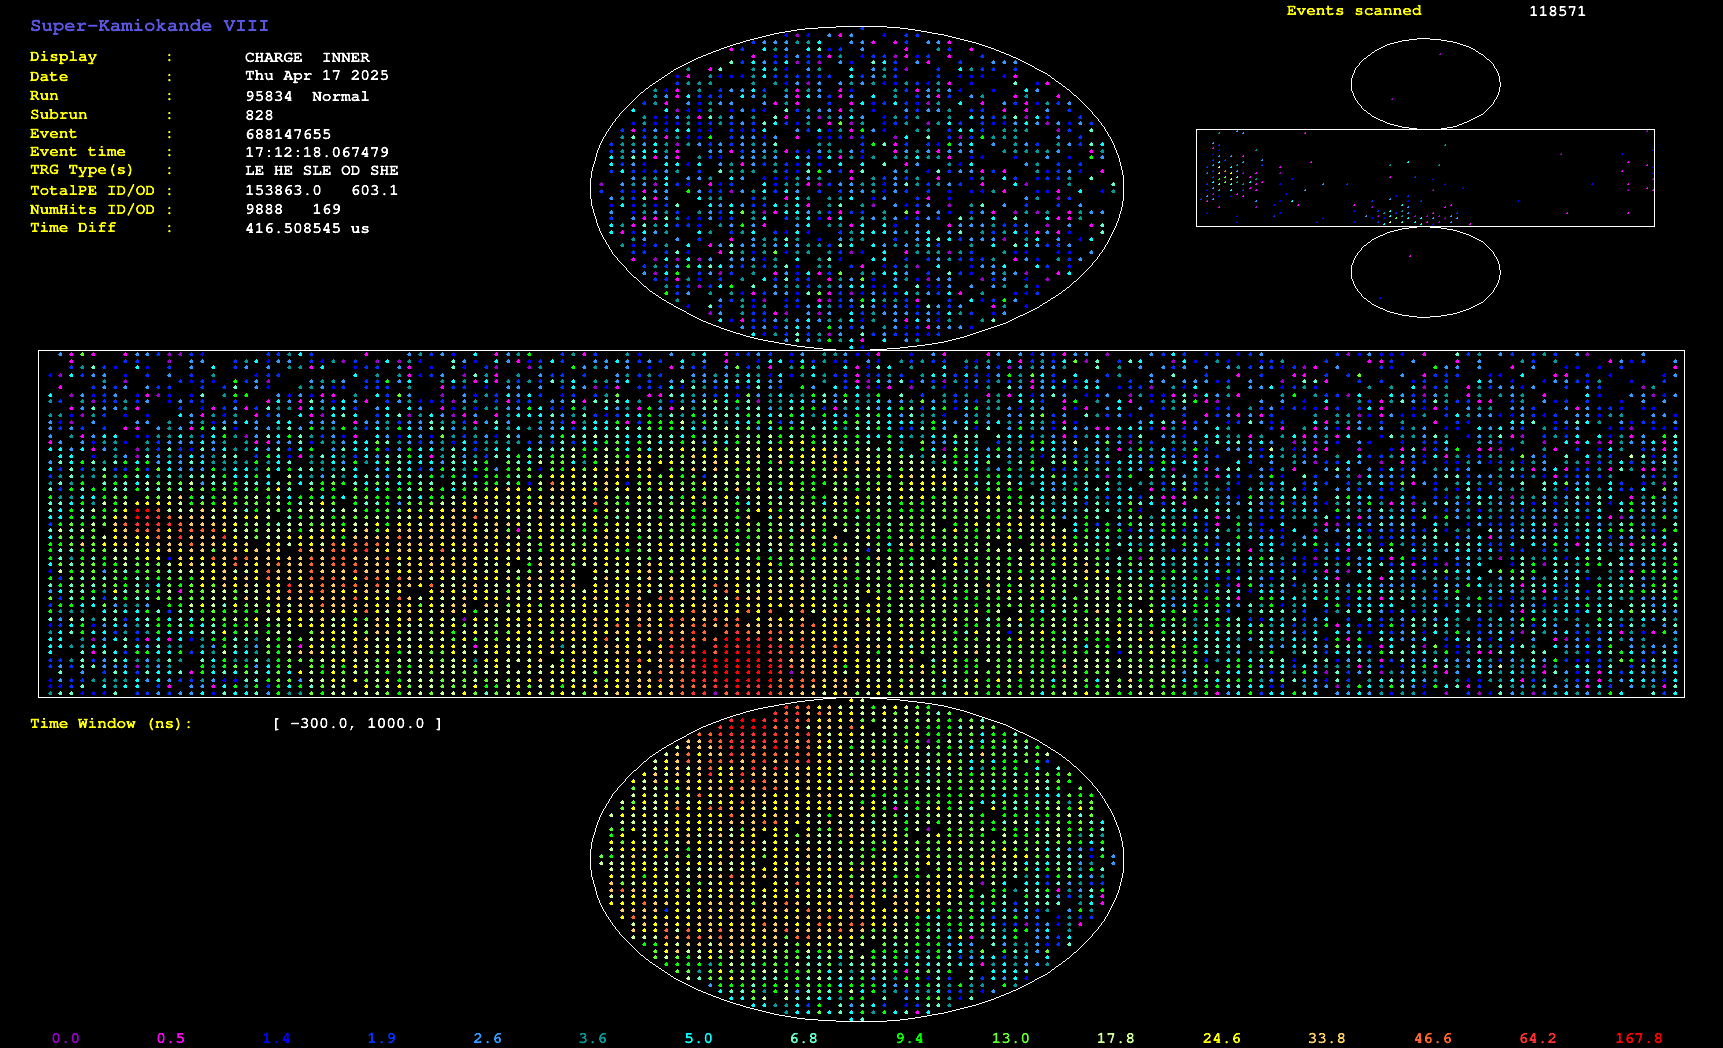 Super-Kamiokande VIII
Events scanned 118571
Display : CHARGE INNER
Date : Thu Apr 17 2025
Run : 95834 Normal
Subrun : 828
Event : 688147655
Event time : 17:12:18.067479
TRG Type(s) : LE HE SLE OD SHE
TotalPE ID/OD : 153863.0 603.1
NumHits ID/OD : 9888 169
Time Diff : 416.508545 us
Time Window (ns): [ -300.0, 1000.0 ]
0.0 0.5 1.4 1.9 2.6 3.6 5.0 6.8 9.4 13.0 17.8 24.6 33.8 46.6 64.2 167.8